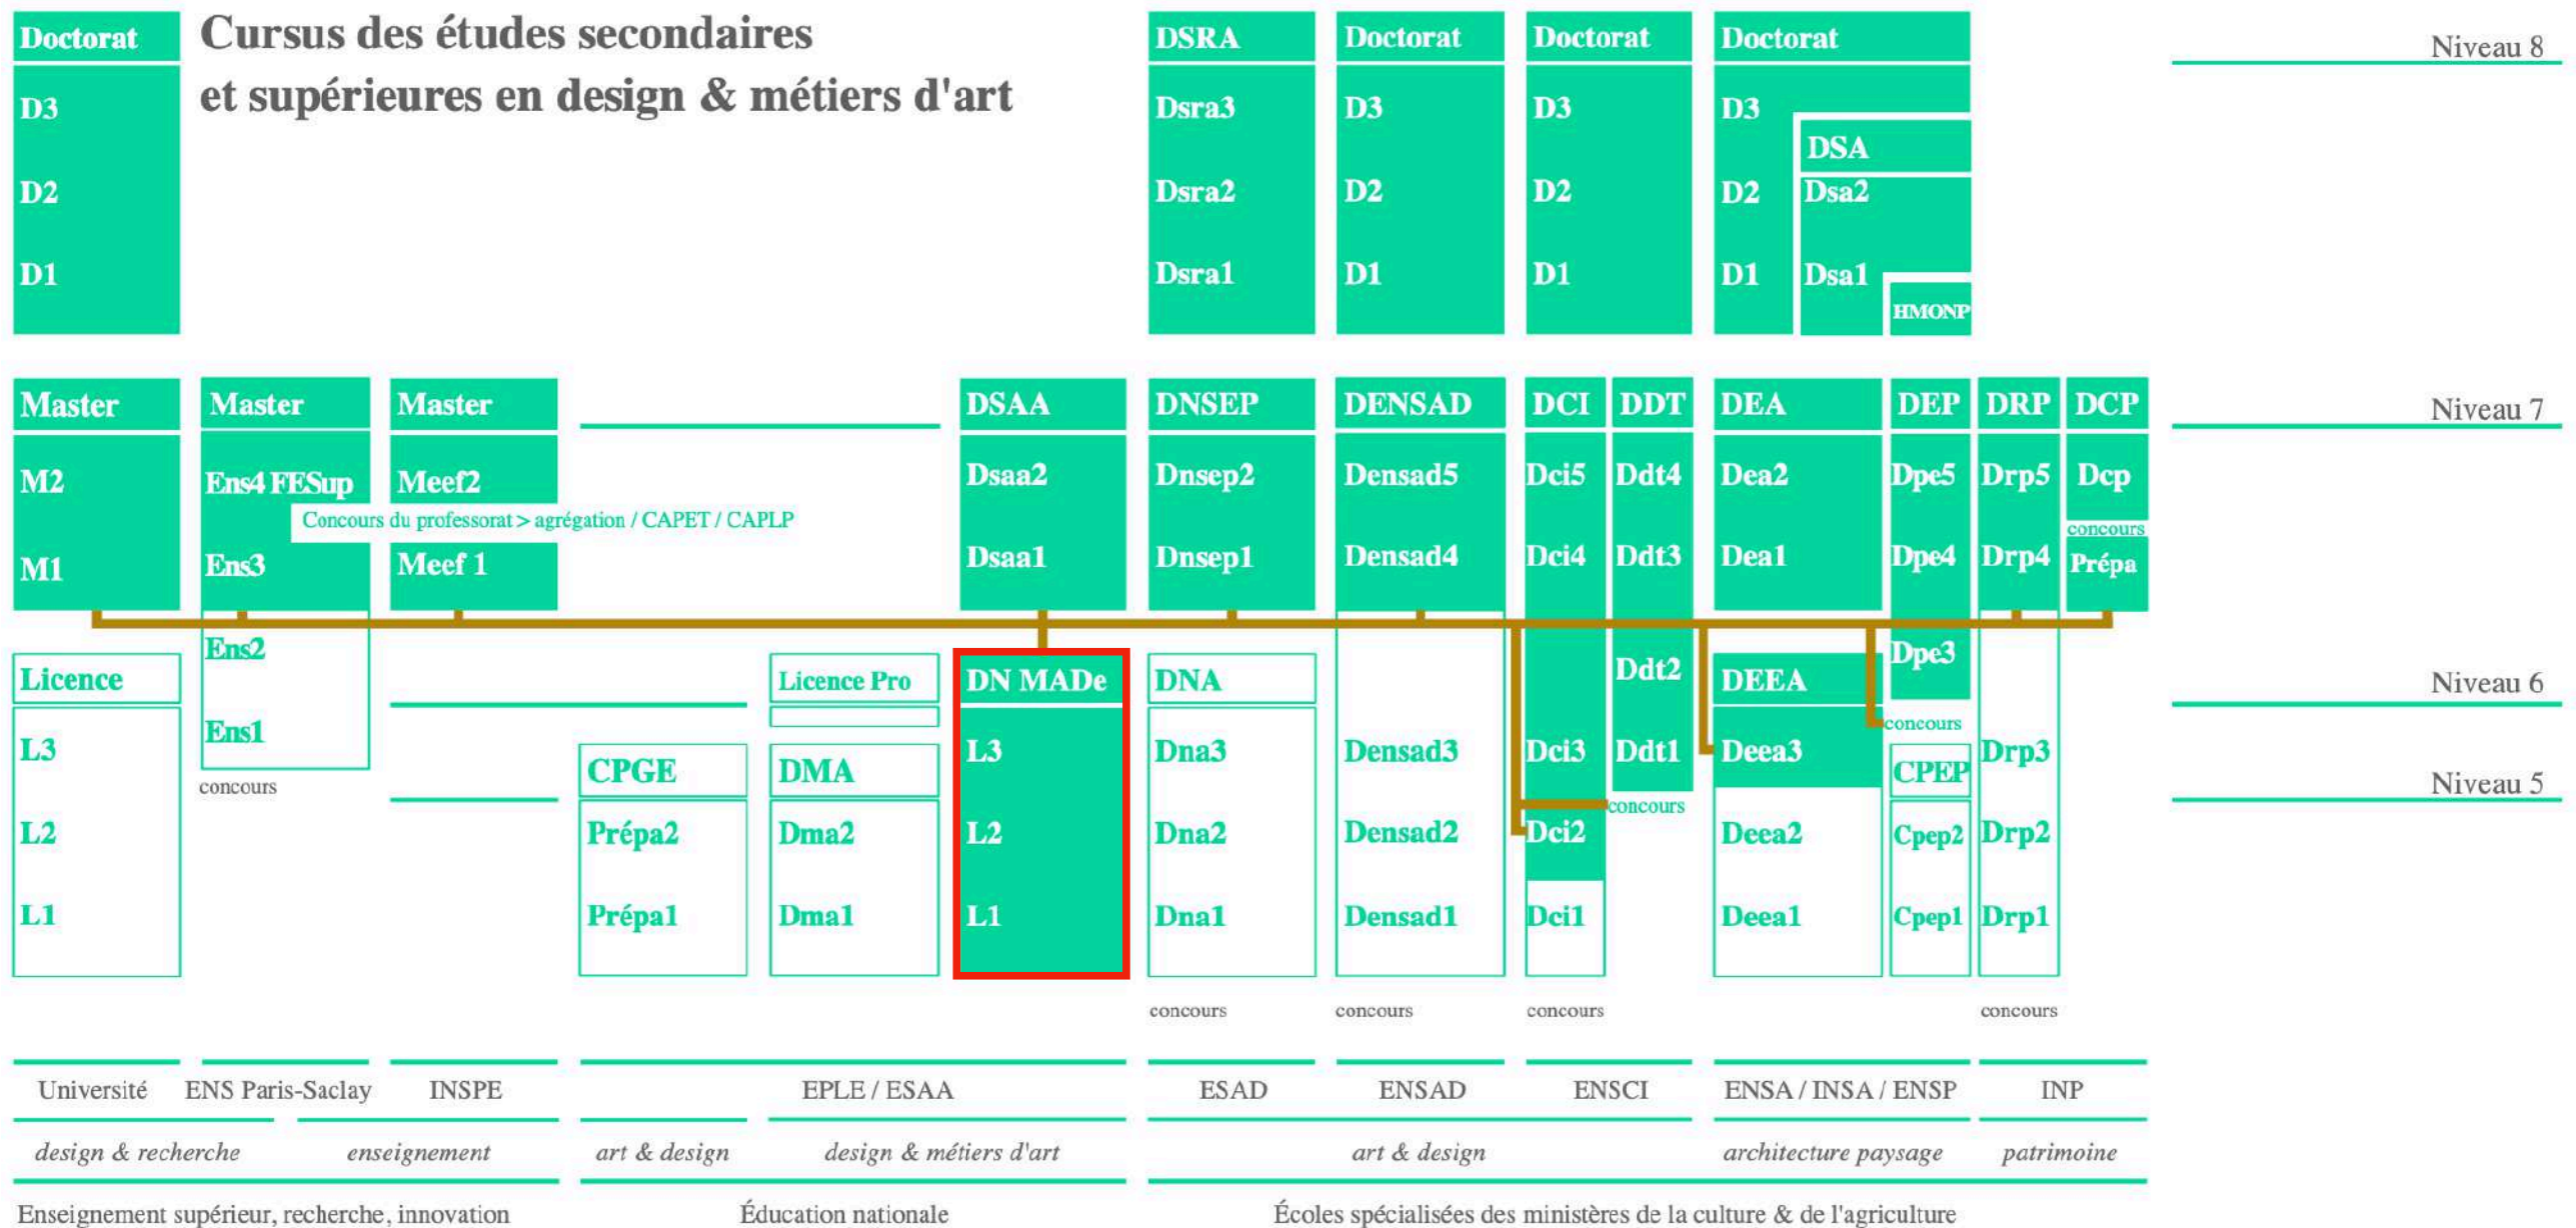 Cursus des études secondaires
et supérieures en design & métiers d'art
Doctorat
D3
D2
D1
DSRA
Dsra3
Dsra2
Dsra1
Doctorat
D3
D2
D1
Doctorat
D3
D2
D1
Doctorat
D3
D2
D1
DSA
Dsa2
Dsa1
HMONP
Niveau 8
Master
M2
M1
Master
Ens4 FESup
Ens3
Ens2
Ens1
concours
Master
Meef2
Concours du professorat > agrégation / CAPET / CAPLP
Meef 1
DSAA
Dsaa2
Dsaa1
DNSEP
Dnsep2
Dnsep1
DENSAD
Densad5
Densad4
Densad3
Densad2
Densad1
concours
DCI
Dci5
Dci4
Dci3
Dci2
Dci1
concours
DDT
Ddt4
Ddt3
Ddt2
Ddt1
concours
DEA
Dea2
Dea1
DEP
Dpe5
Dpe4
Dpe3
concours
DRP
Drp5
Drp4
Drp3
Drp2
Drp1
concours
DCP
Dcp
concours
Prépa
Niveau 7
Licence
L3
L2
L1
CPGE
Prépa2
Prépa1
Licence Pro
DMA
Dma2
Dma1
DN MADe
L3
L2
L1
DNA
Dna3
Dna2
Dna1
concours
DEEA
Deea3
Deea2
Deea1
CPEP
Cpep2
Cpep1
Niveau 6
Niveau 5
Université
ENS Paris-Saclay
INSPE
EPLE / ESAA
ESAD
ENSAD
ENSCI
ENSA / INSA / ENSP
INP
design & recherche
enseignement
art & design
design & métiers d'art
art & design
architecture paysage
patrimoine
Enseignement supérieur, recherche, innovation
Éducation nationale
Écoles spécialisées des ministères de la culture & de l'agriculture